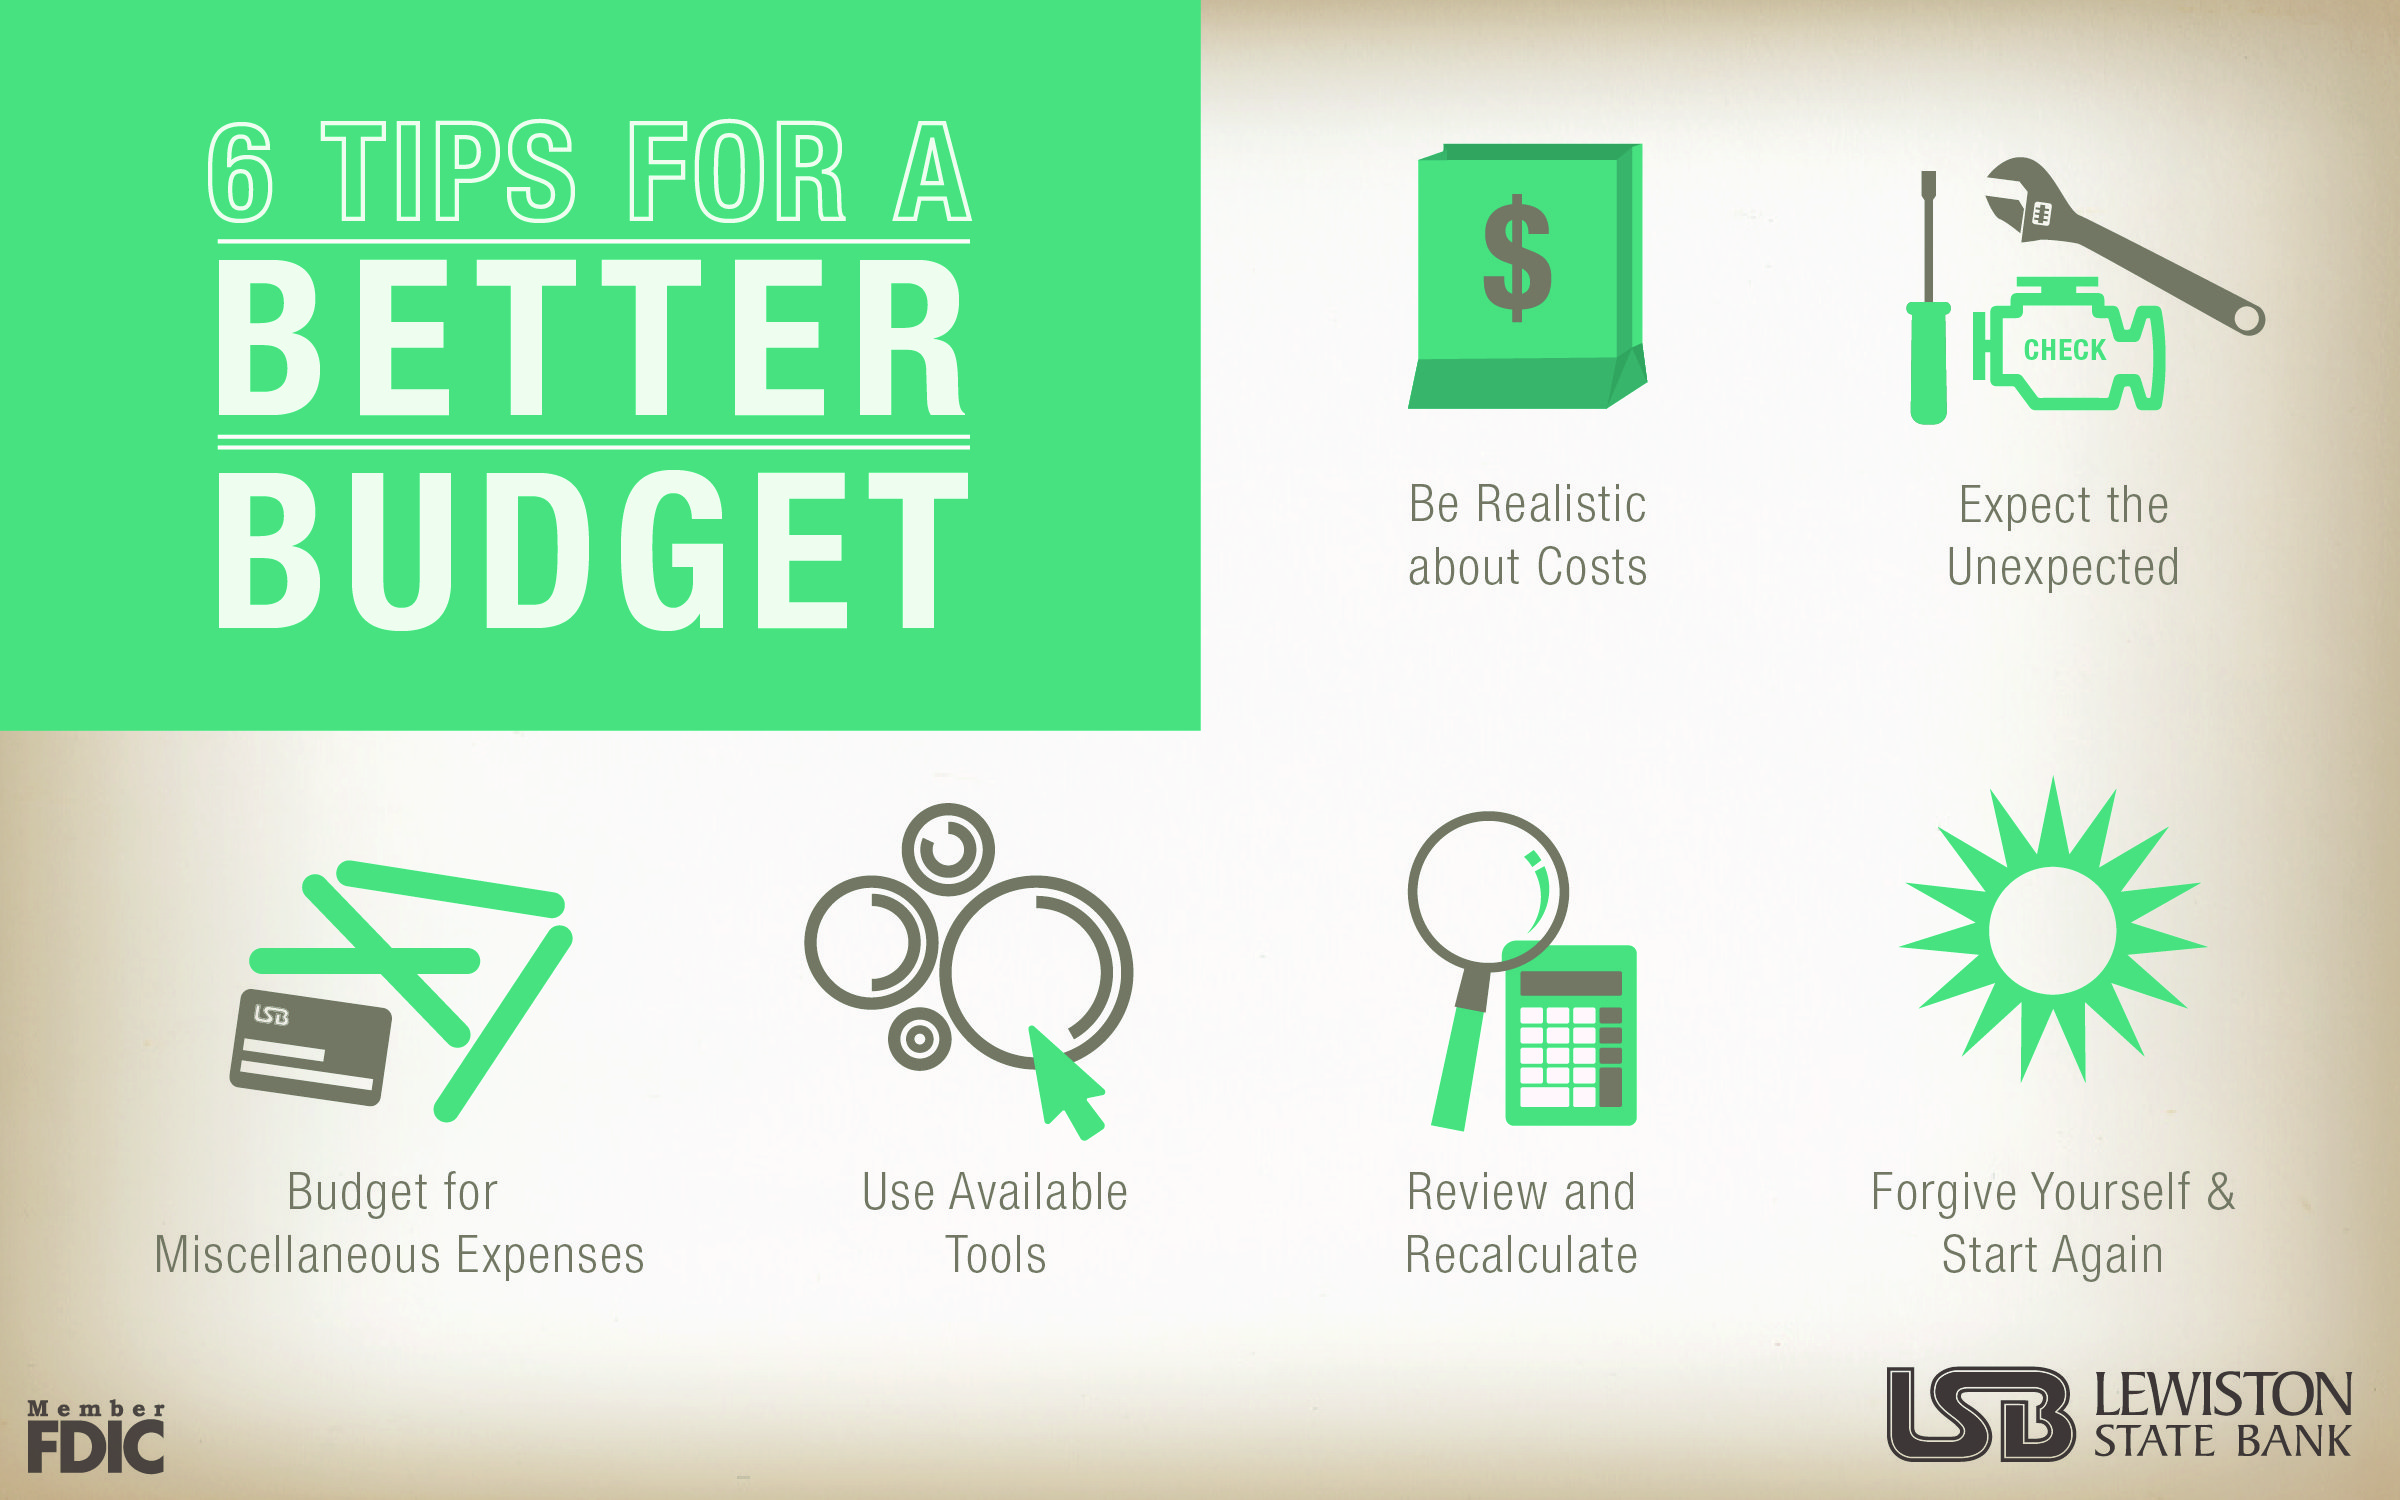 6 TIPS FOR A
BETTER
BUDGET
$
Be Realistic
about Costs
CHECK
Expect the
Unexpected
LSB
Budget for
Miscellaneous Expenses
Use Available
Tools
Review and
Recalculate
Forgive Yourself &
Start Again
Member
FDIC
LSB
LEWISTON
STATE BANK